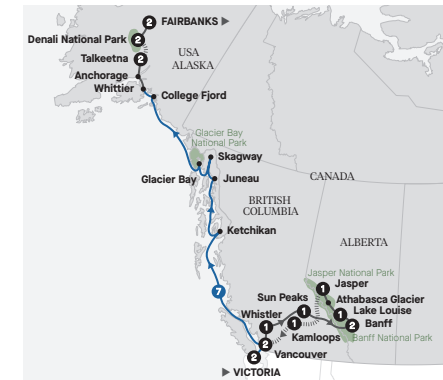 2 FAIRBANKS
Denali National Park 2
Talkeetna 2
USA
ALASKA
Anchorage
Whittier
College Fjord
Glacier Bay
National Park
Skagway
Glacier Bay
Juneau
CANADA
BRITISH
COLUMBIA
ALBERTA
Ketchikan
Jasper National Park
1 Jasper
7
Sun Peaks
1
Athabasca Glacier
1 Lake Louise
Whistler
1
1
2 Banff
Kamloops
Banff National Park
2
Vancouver
2
VICTORIA